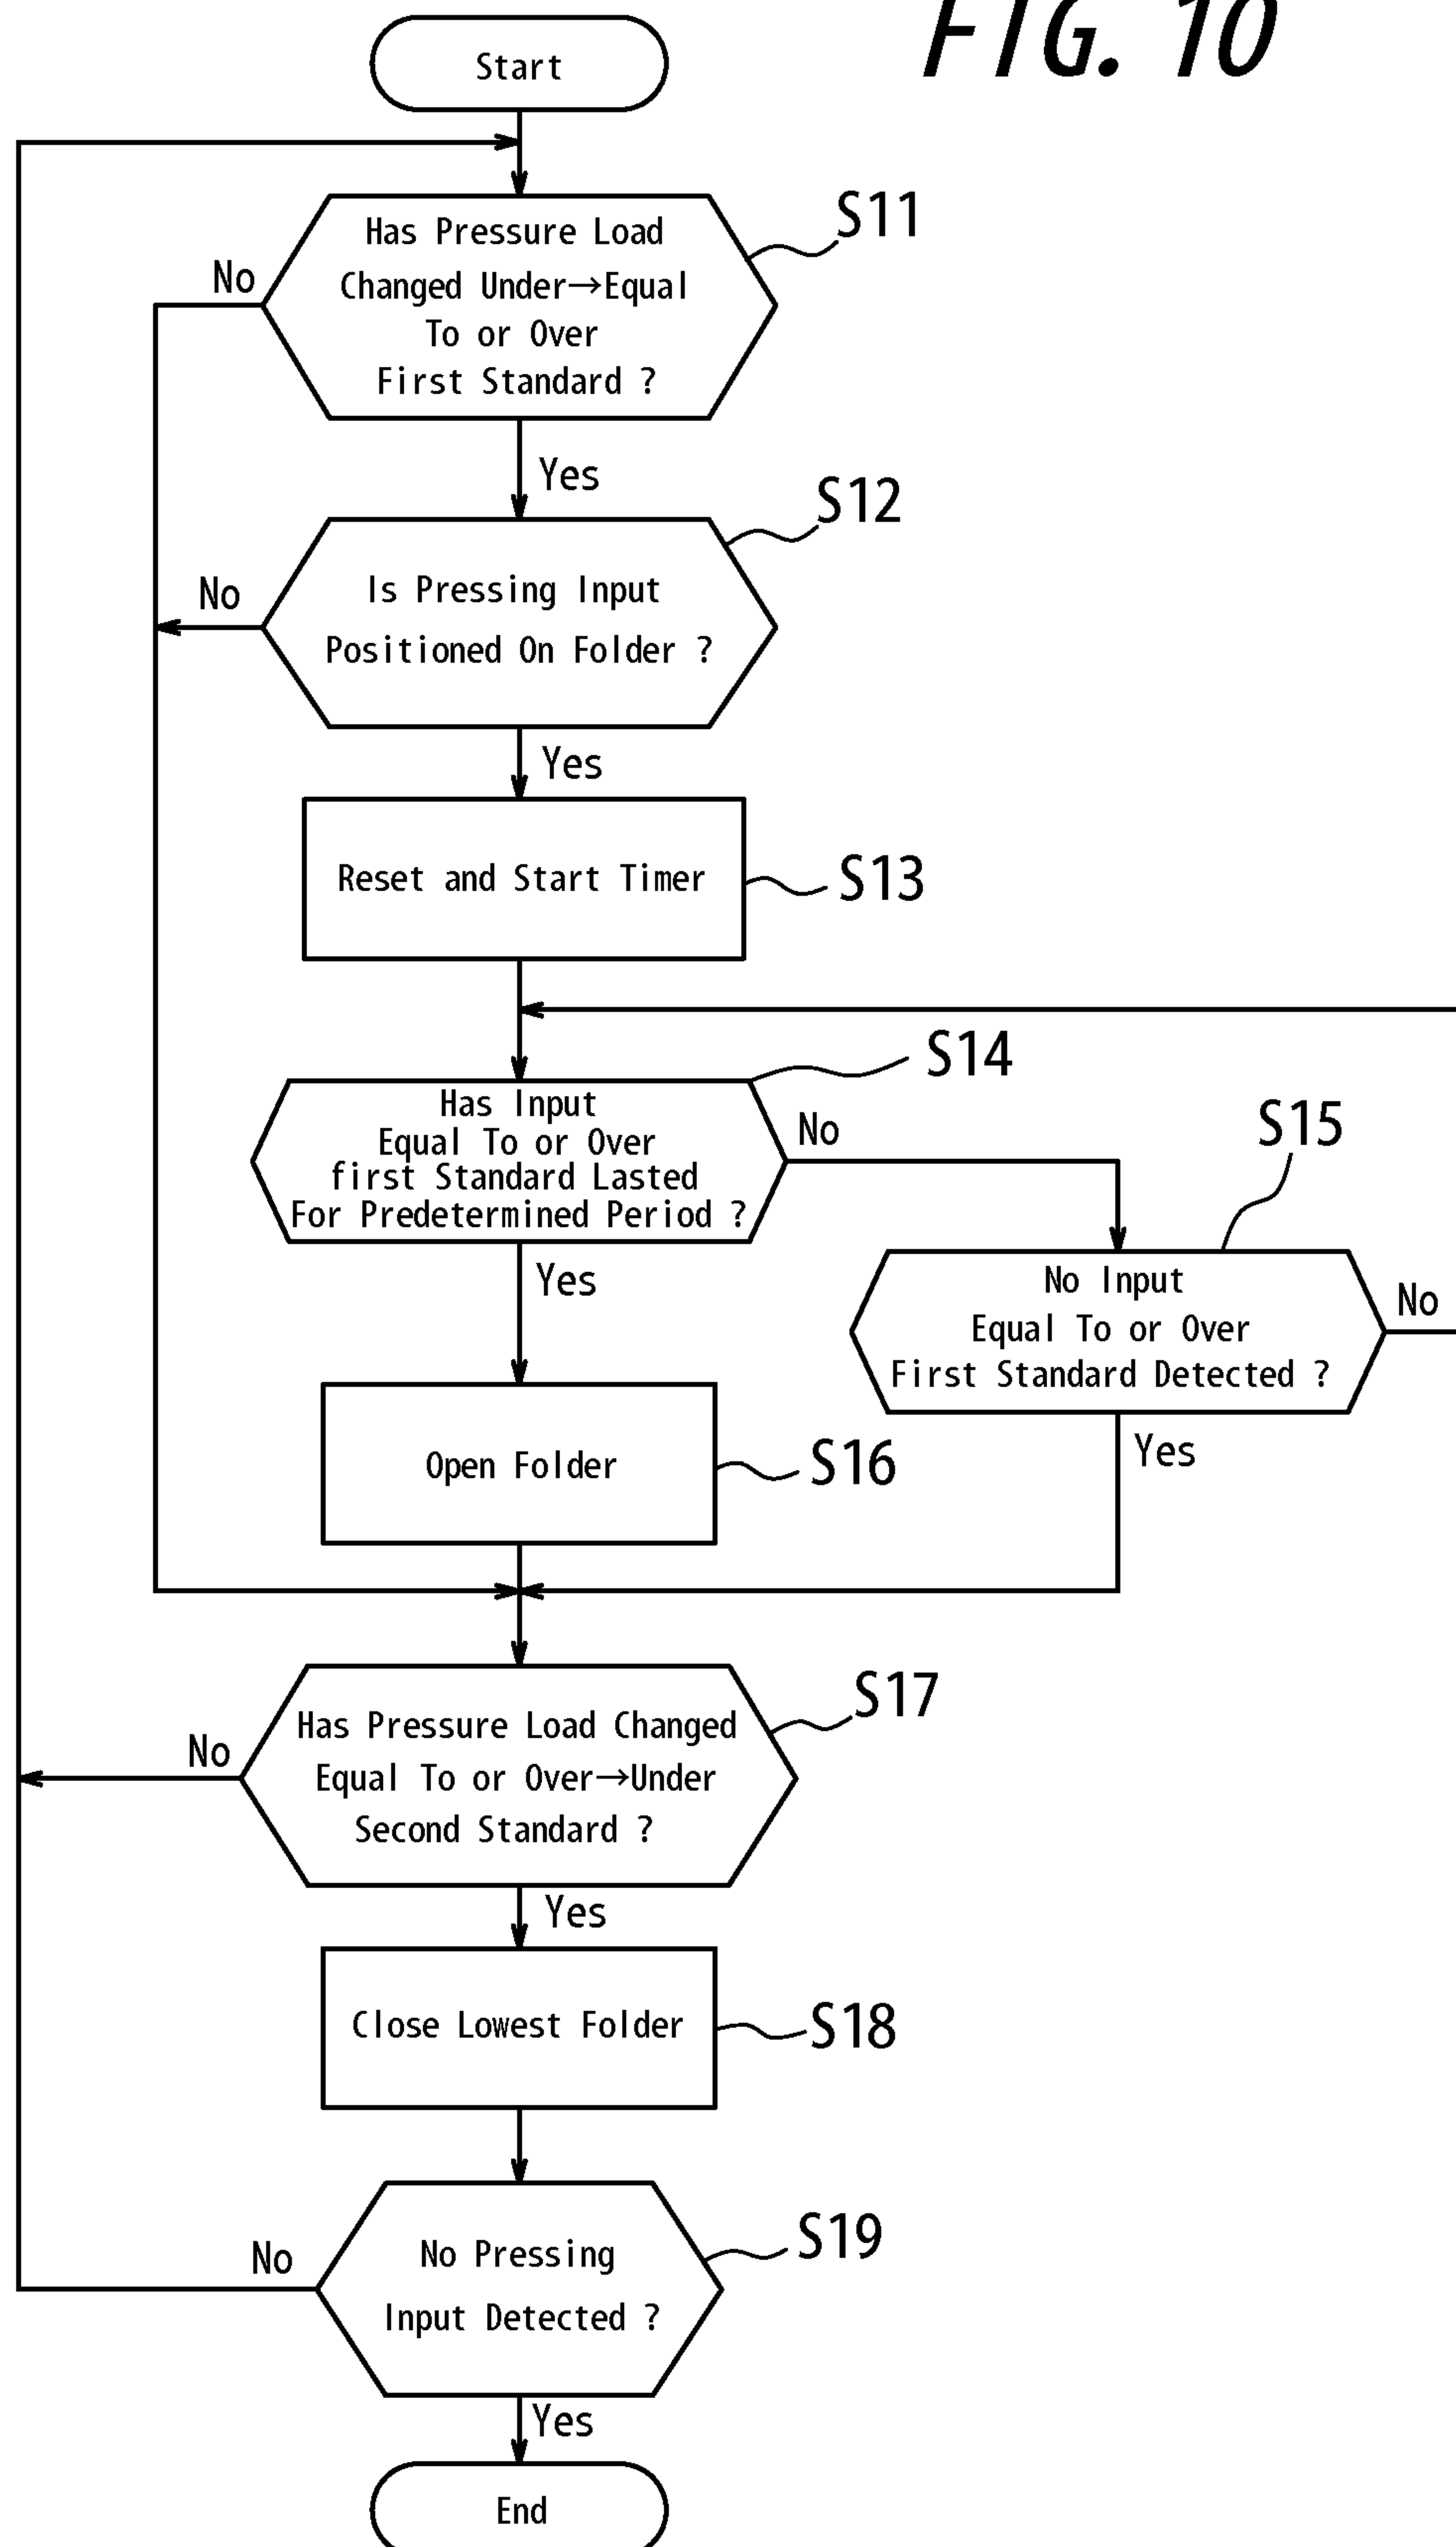 FIG. 10
Start
S11
Has Pressure Load
Changed Under→Equal
To or Over
First Standard ?
No
Yes
S12
Is Pressing Input
Positioned On Folder ?
No
Yes
Reset and Start Timer
S13
S14
Has Input
Equal To or Over
first Standard Lasted
For Predetermined Period ?
No
Yes
S15
No Input
Equal To or Over
First Standard Detected ?
No
Yes
Open Folder
S16
S17
Has Pressure Load Changed
Equal To or Over→Under
Second Standard ?
No
Yes
Close Lowest Folder
S18
S19
No Pressing
Input Detected ?
No
Yes
End